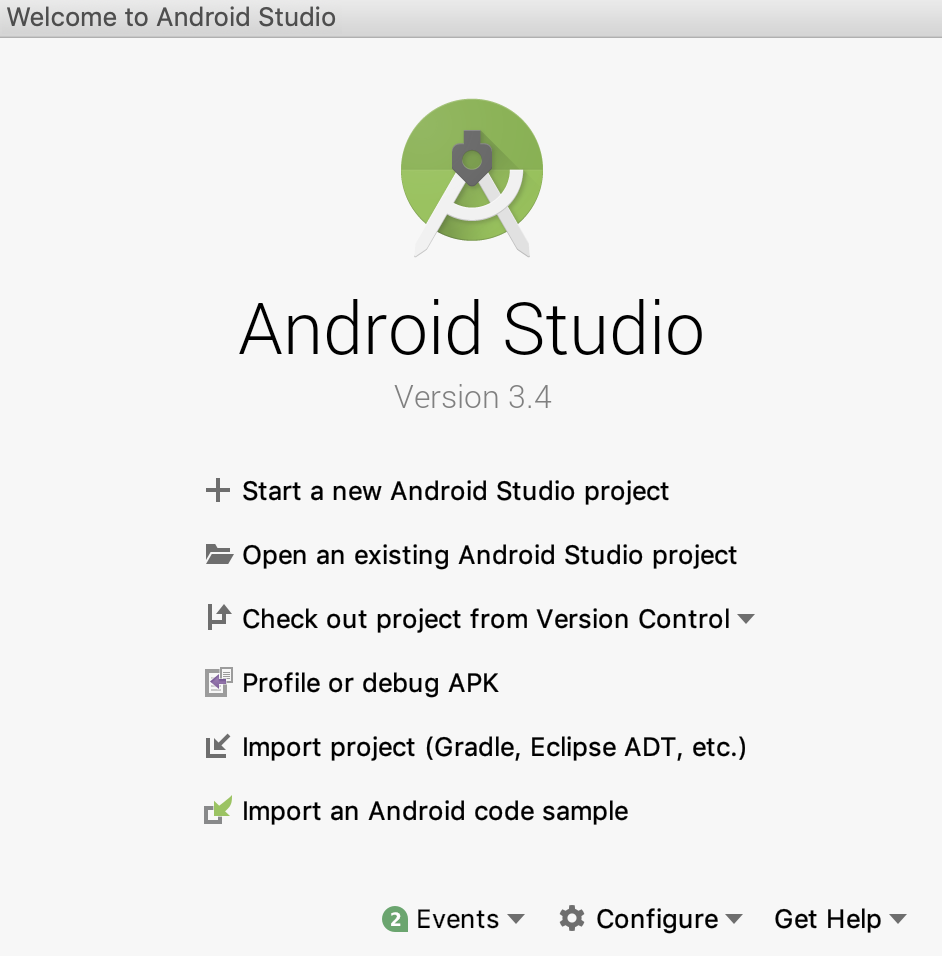 Welcome to Android Studio
Android Studio
Version 3.4
Start a new Android Studio project
Open an existing Android Studio project
Check out project from Version Control
Profile or debug APK
Import project (Gradle, Eclipse ADT, etc.)
Import an Android code sample
2 Events Configure Get Help